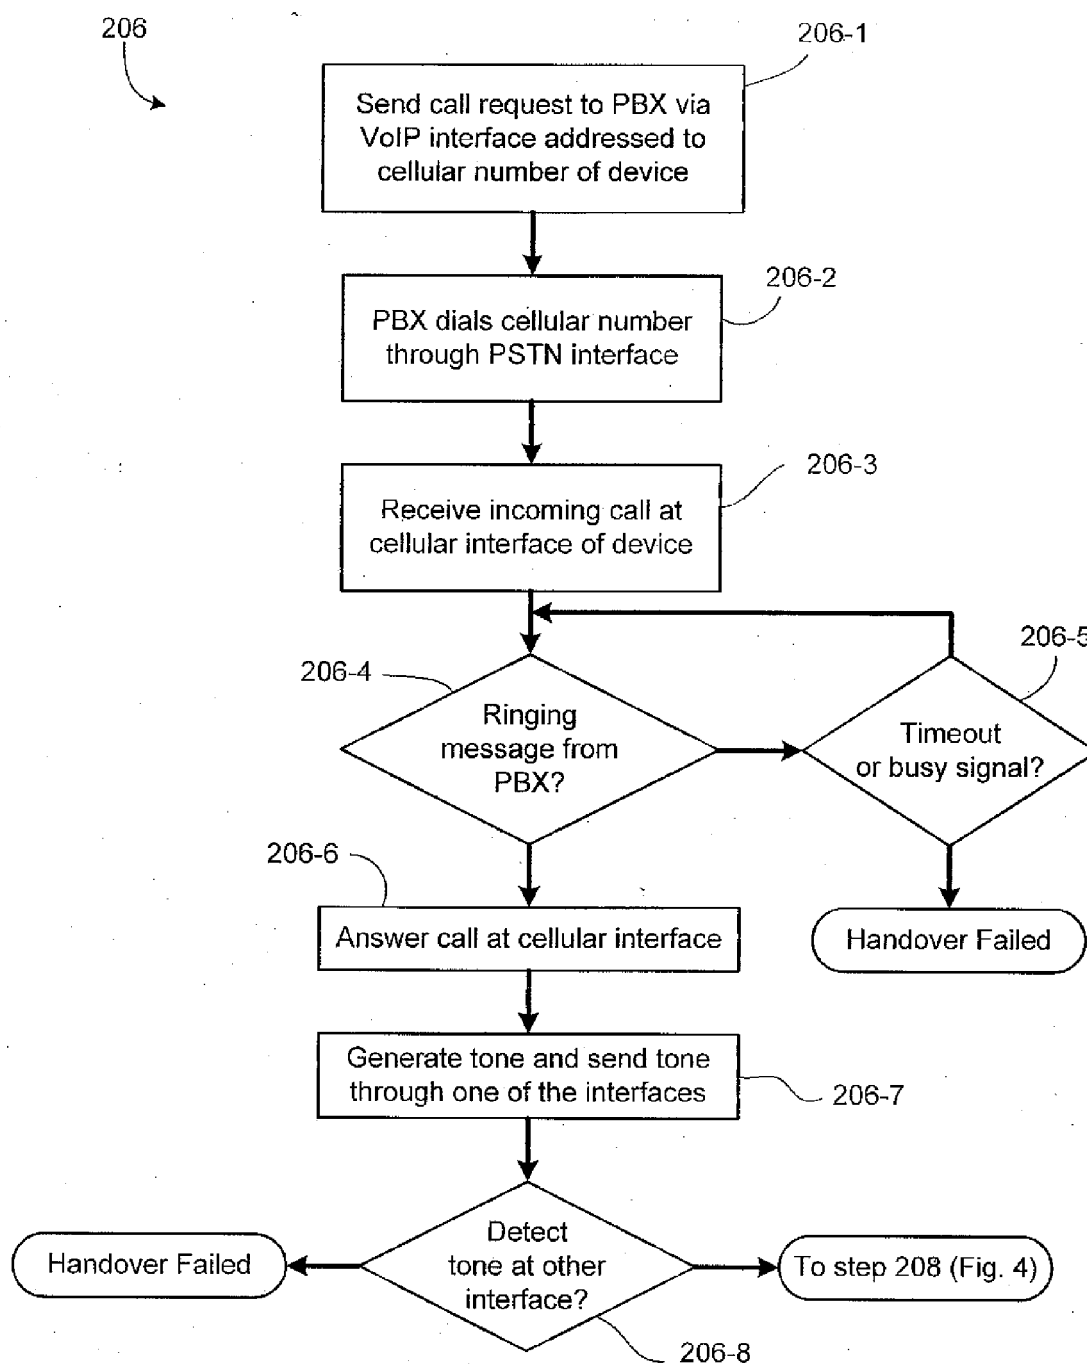 206
206-1
Send call request to PBX via
VoIP interface addressed to
cellular number of device
206-2
PBX dials cellular number
through PSTN interface
206-3
Receive incoming call at
cellular interface of device
206-4
Ringing
message from
PBX?
206-5
Timeout
or busy signal?
206-6
Answer call at cellular interface
Handover Failed
Generate tone and send tone
through one of the interfaces
206-7
Handover Failed
Detect
tone at other
interface?
To step 208 (Fig. 4)
206-8